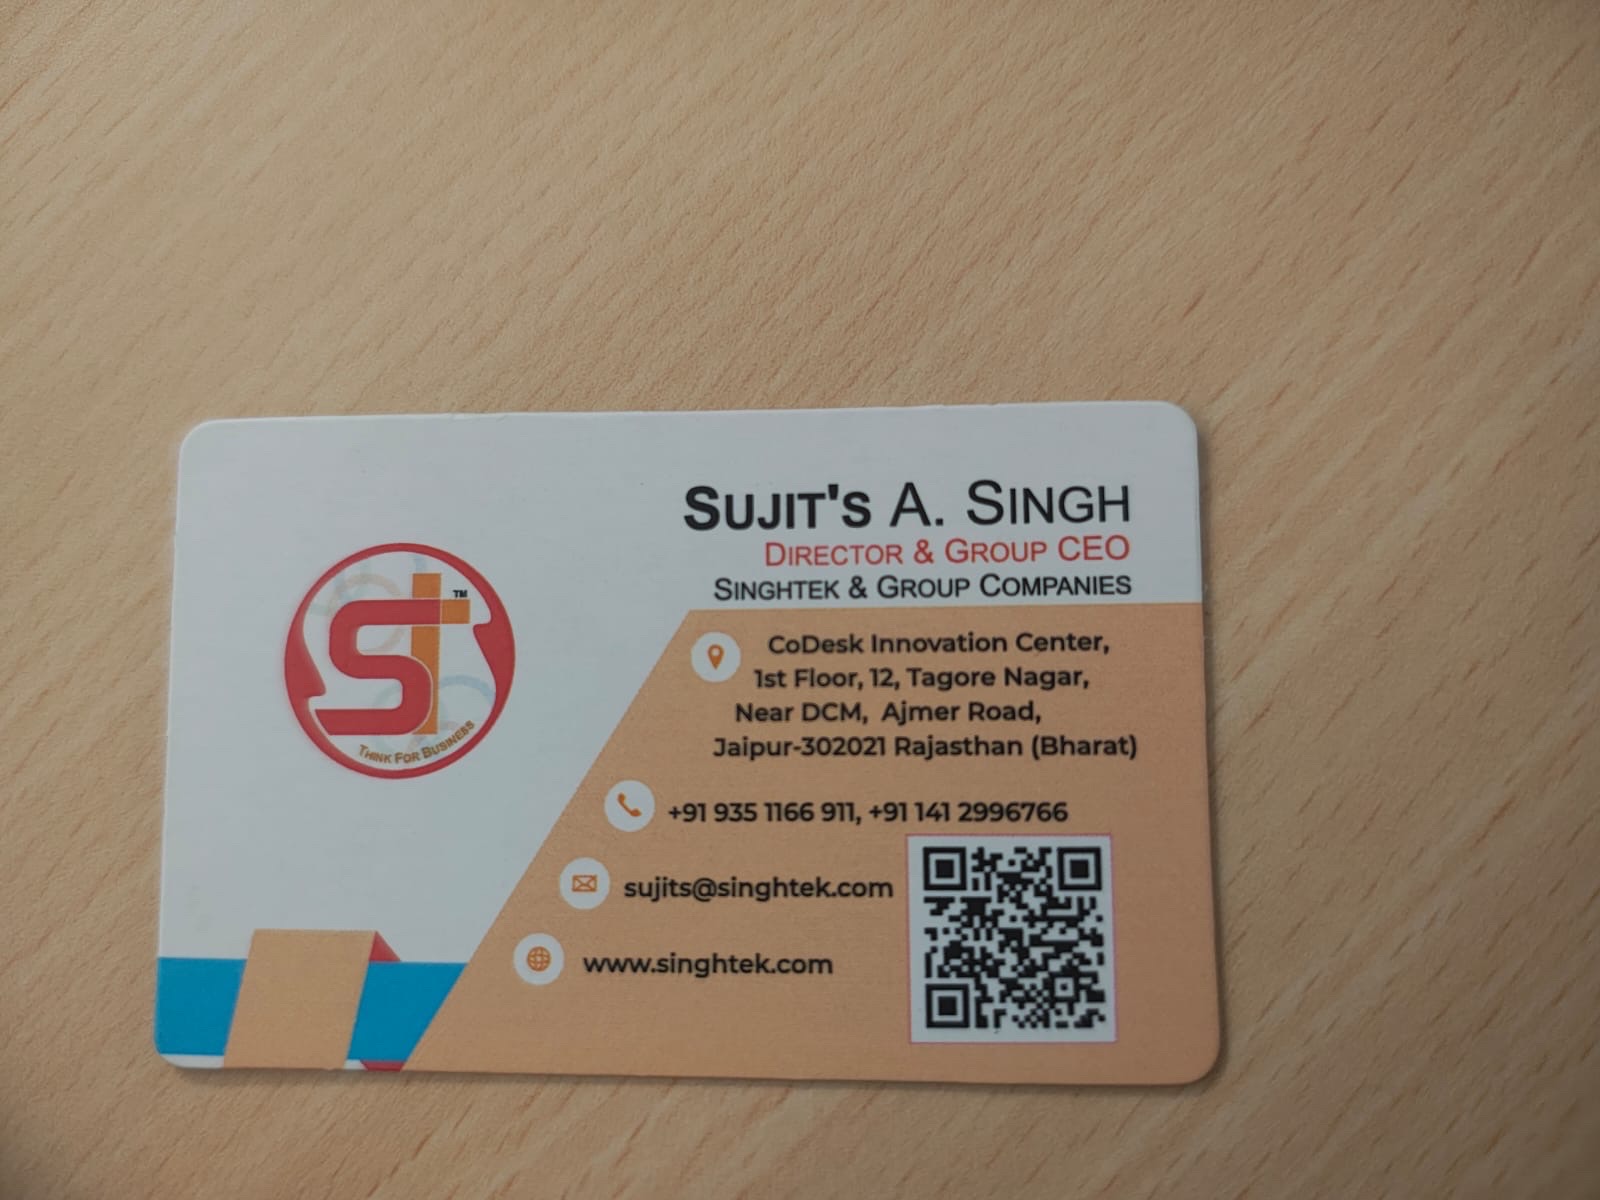 SUJIT'S A. SINGH
DIRECTOR & GROUP CEO
SINGHTEK & GROUP COMPANIES
St
TM
THINK FOR BUSINESS
CoDesk Innovation Center,
1st Floor, 12, Tagore Nagar,
Near DCM, Ajmer Road,
Jaipur-302021 Rajasthan (Bharat)
+91 935 1166 911, +91 141 2996766
sujits@singhtek.com
www.singhtek.com